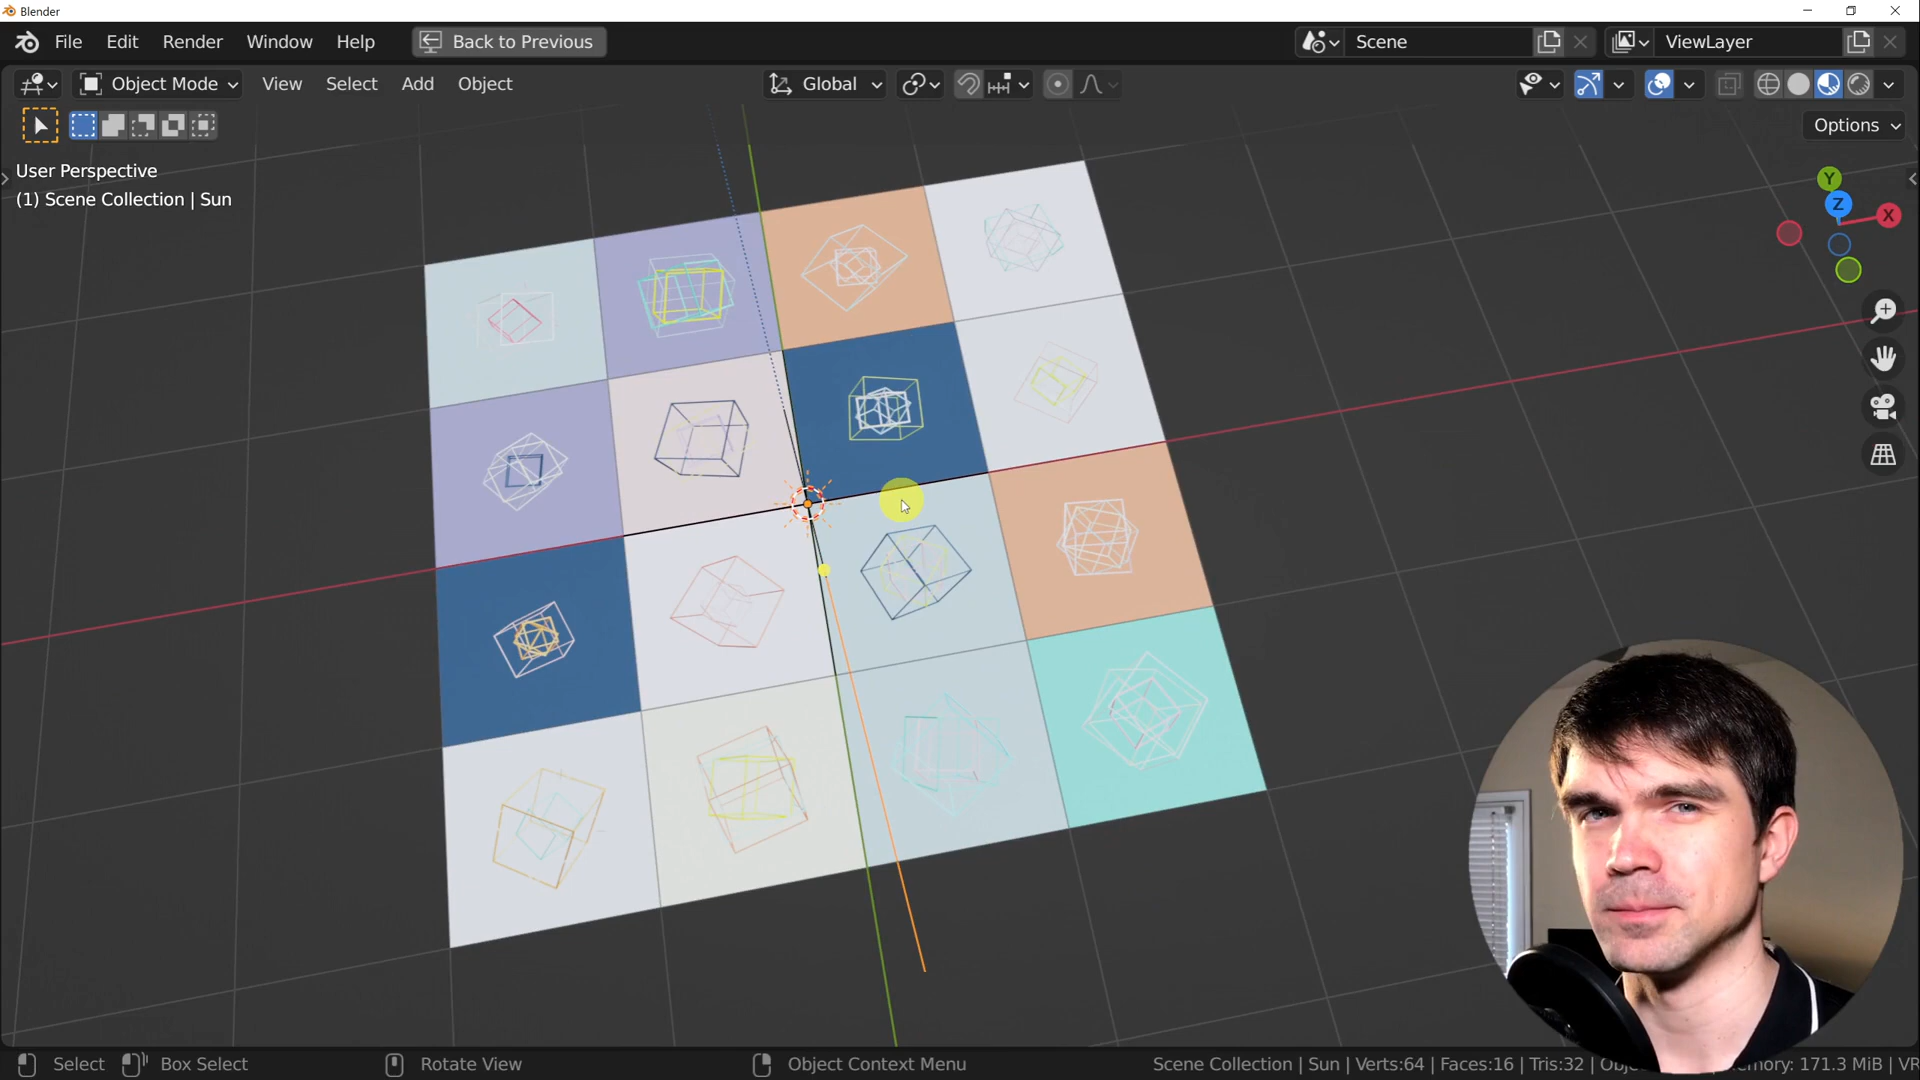 Blender
File Edit Render Window Help Back to Previous Scene ViewLayer
Object Mode View Select Add Object Global
Options
User Perspective
(1) Scene Collection | Sun
Y
Z
X
Select Box Select Rotate View Object Context Menu Scene Collection | Sun | Verts:64 | Faces:16 | Tris:32 | 171.3 MiB | VR